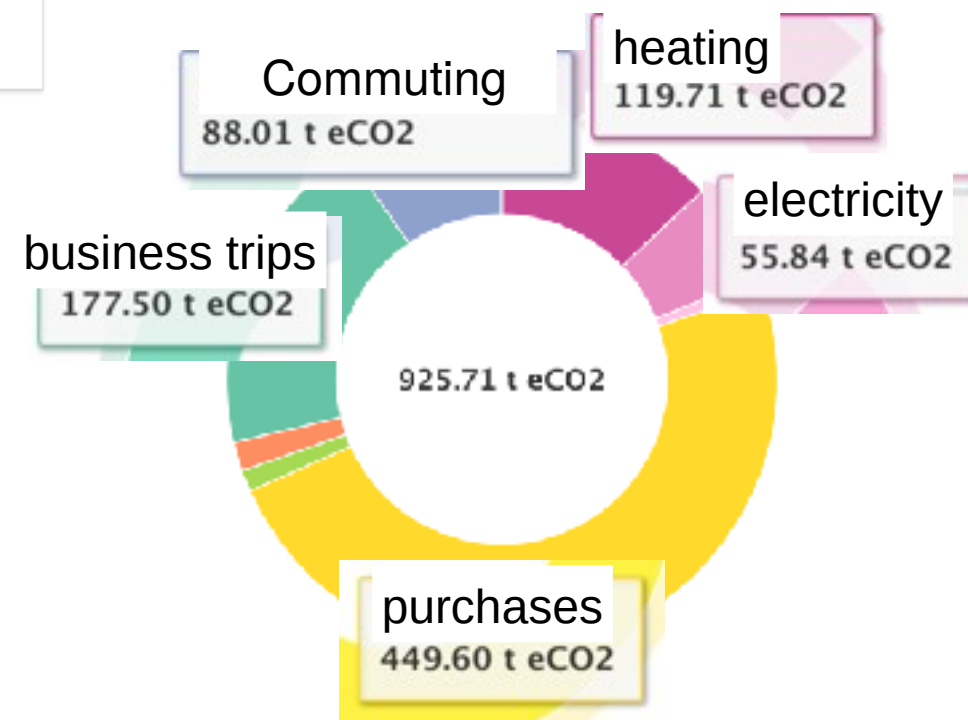 Commuting
88.01 t eCO2
heating
119.71 t eCO2
electricity
55.84 t eCO2
business trips
177.50 t eCO2
925.71 t eCO2
purchases
449.60 t eCO2